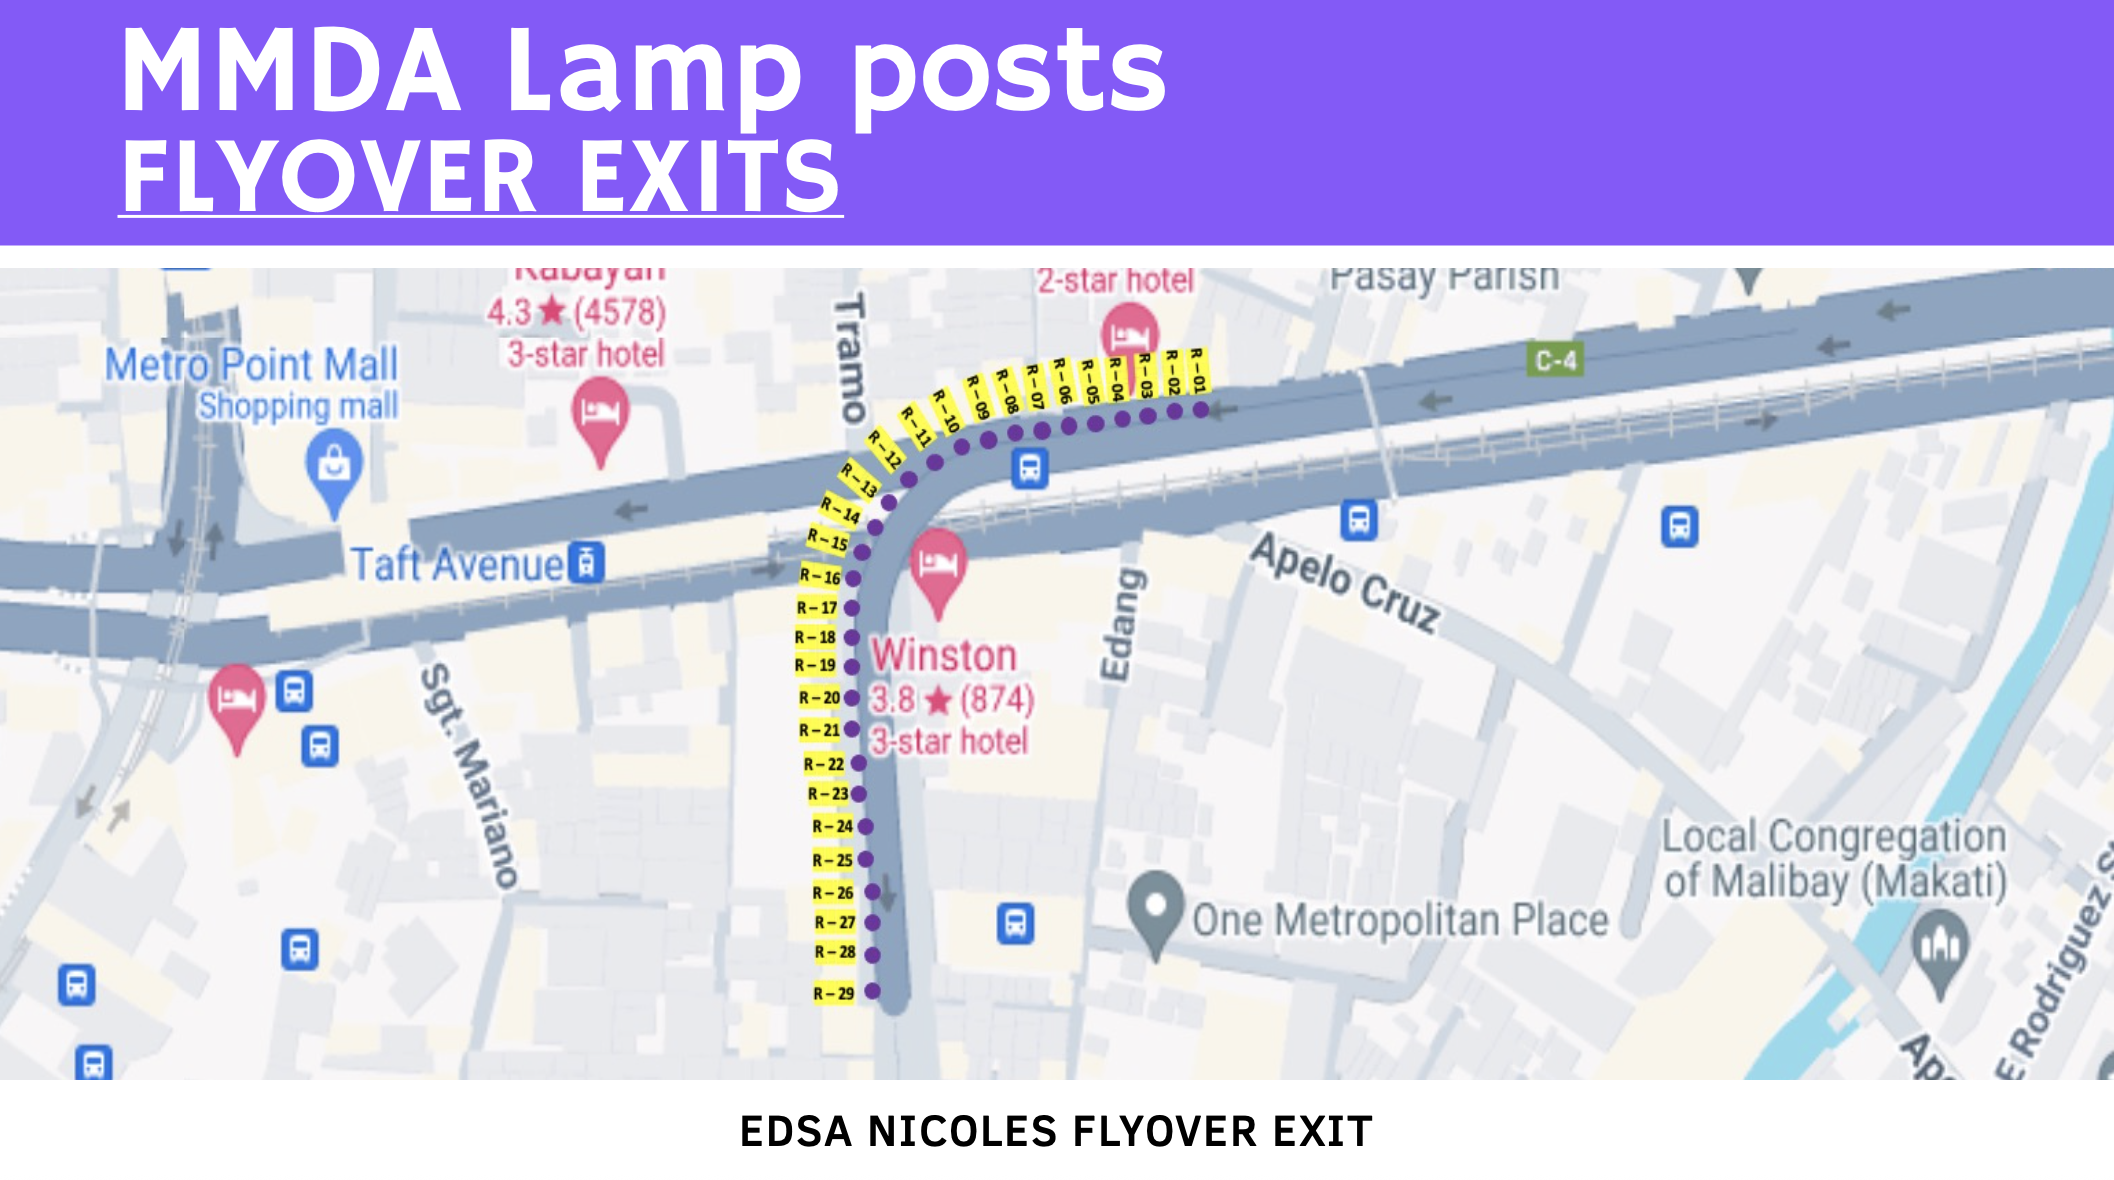 MMDA Lamp posts
FLYOVER EXITS
Kabayan
4.3 ★ (4578)
3-star hotel
Metro Point Mall
Shopping mall
Tramo
2-star hotel
Pasay Parish
C-4
R - 01
R - 02
R - 03
R - 04
R - 05
R - 06
R - 07
R - 08
R - 09
R - 10
R - 11
R - 12
R - 13
R - 14
R - 15
R - 16
R - 17
R - 18
R - 19
R - 20
R - 21
R - 22
R - 23
R - 24
R - 25
R - 26
R - 27
R - 28
R - 29
Taft Avenue
Apelo Cruz
Edang
Winston
3.8 ★ (874)
3-star hotel
Sgt. Mariano
Local Congregation
of Malibay (Makati)
One Metropolitan Place
E Rodriguez
EDSA NICOLES FLYOVER EXIT